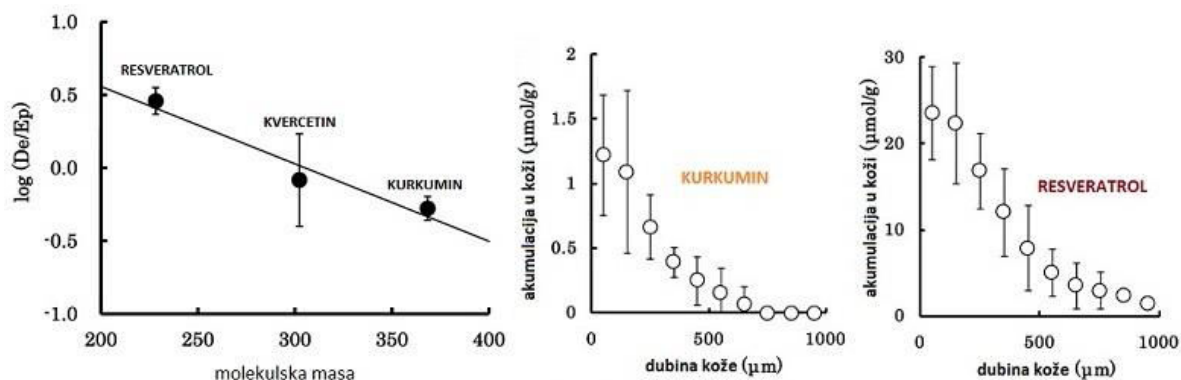 1.0
0.5
0.0
-0.5
-1.0
log (De/Ep)
RESVERATROL
KVERCETIN
KURKUMIN
200
300
400
molekulska masa
2
1.5
1
0.5
0
akumulacija u koži (µmol/g)
KURKUMIN
0
500
1000
dubina kože (µm)
30
20
10
0
akumulacija u koži (µmol/g)
RESVERATROL
0
500
1000
dubina kože (µm)